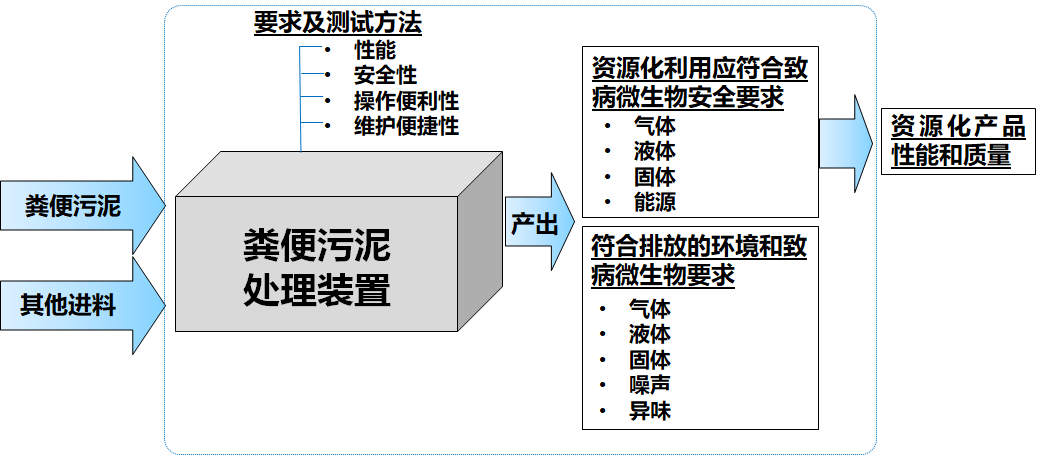 要求及测试方法
• 性能
• 安全性
• 操作便利性
• 维护便捷性
粪便污泥
其他进料
粪便污泥
处理装置
产出
资源化利用应符合致
病微生物安全要求
• 气体
• 液体
• 固体
• 能源
符合排放的环境和致
病微生物要求
• 气体
• 液体
• 固体
• 噪声
• 异味
资源化产品
性能和质量